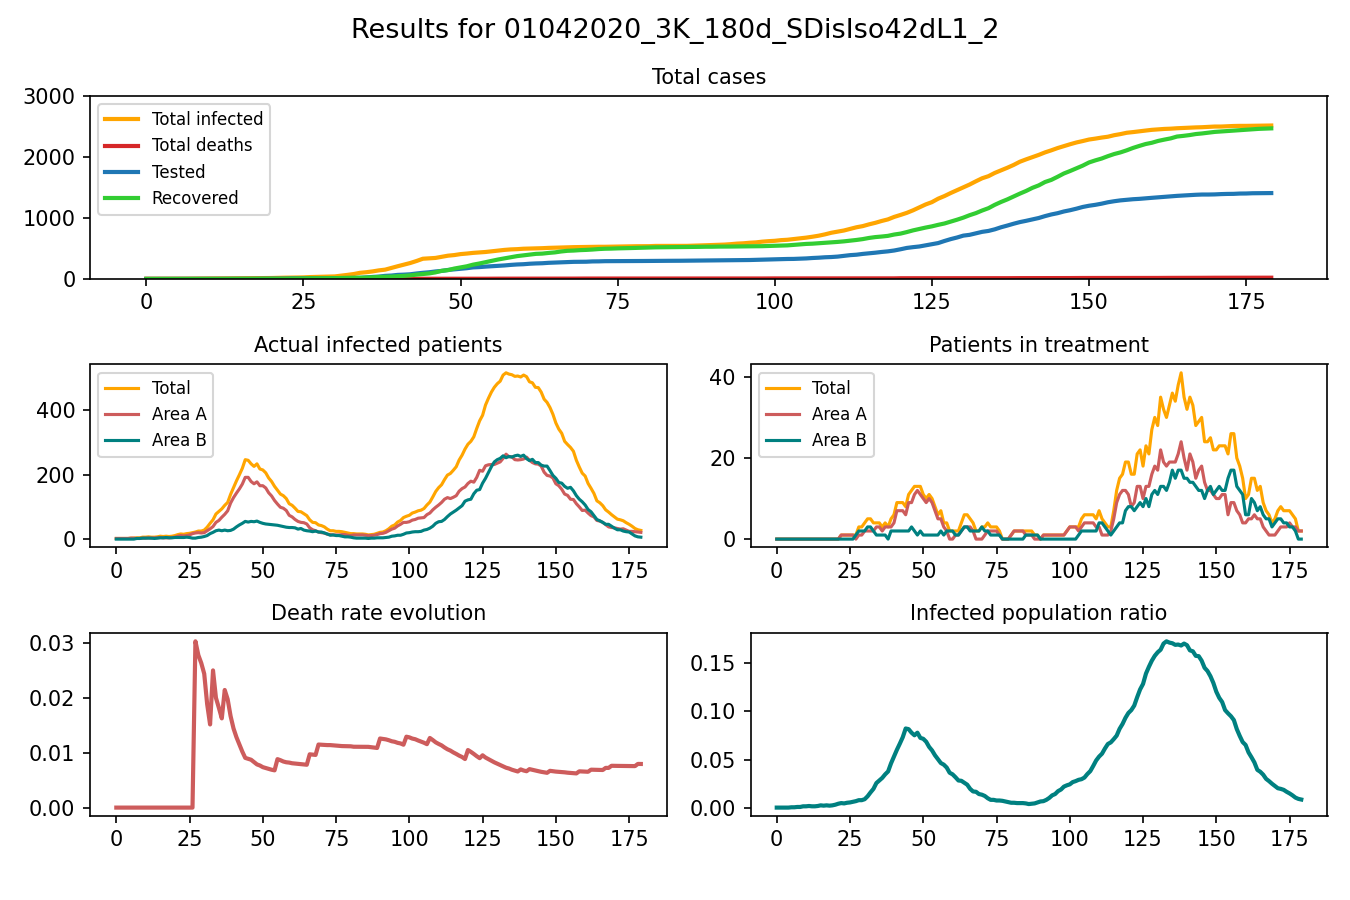 Results for 01042020_3K_180d_SDisIso42dL1_2
Total cases
3000
2000
1000
0
Total infected
Total deaths
Tested
Recovered
0 25 50 75 100 125 150 175
Actual infected patients
400
200
0
Total
Area A
Area B
0 25 50 75 100 125 150 175
Patients in treatment
40
20
0
Total
Area A
Area B
0 25 50 75 100 125 150 175
Death rate evolution
0.03
0.02
0.01
0.00
0 25 50 75 100 125 150 175
Infected population ratio
0.15
0.10
0.05
0.00
0 25 50 75 100 125 150 175